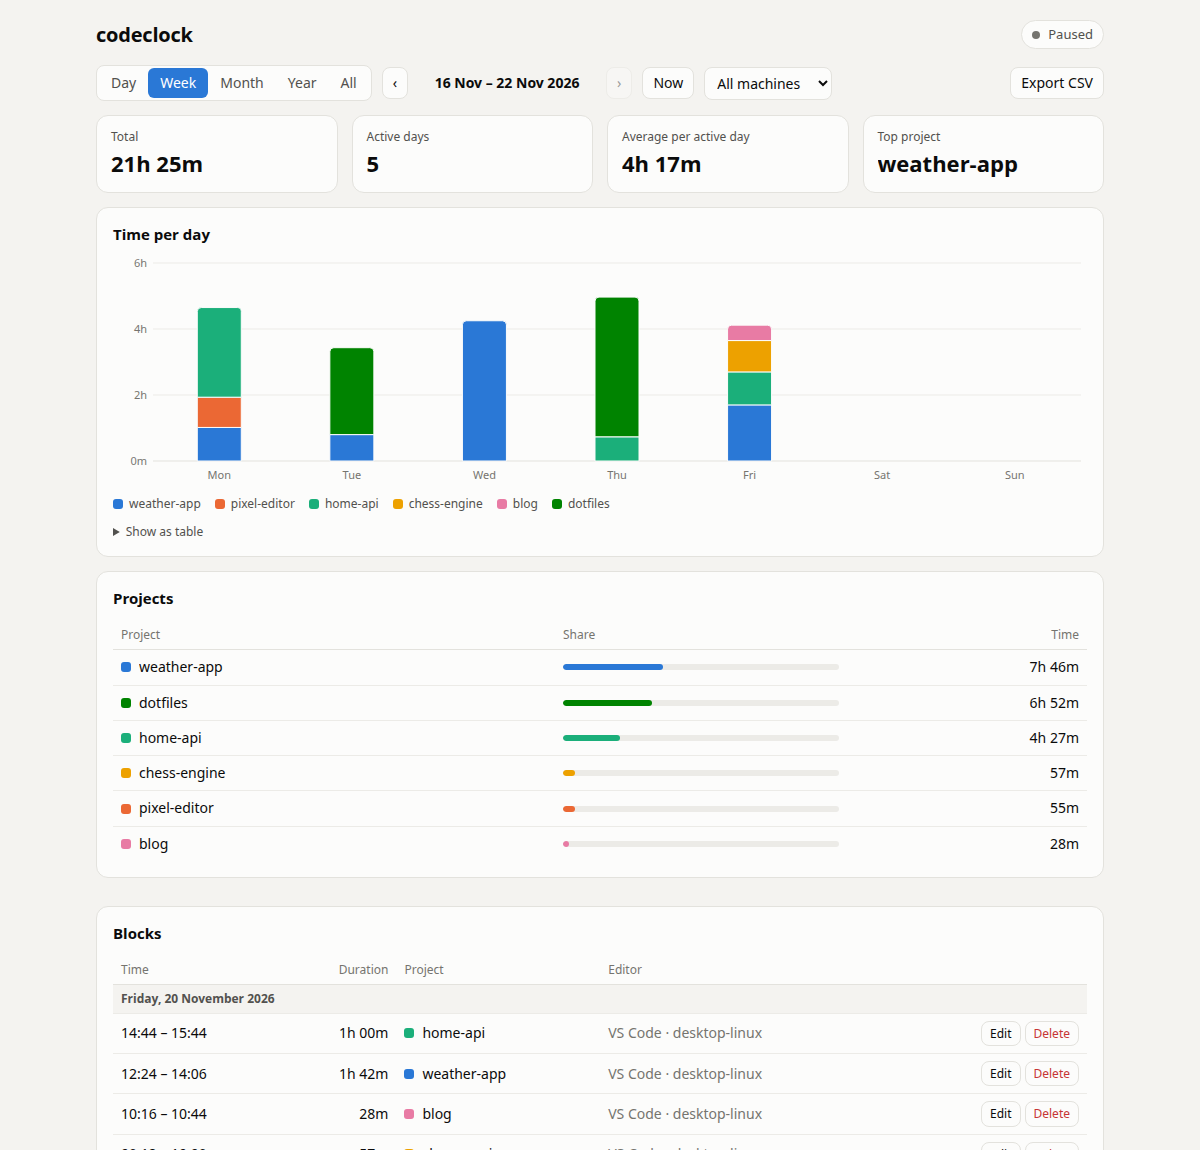 codeclock
Paused
Day Week Month Year All ‹ 16 Nov – 22 Nov 2026 › Now All machines Export CSV
Total
21h 25m
Active days
5
Average per active day
4h 17m
Top project
weather-app
Time per day
6h
4h
2h
0m
Mon Tue Wed Thu Fri Sat Sun
weather-app pixel-editor home-api chess-engine blog dotfiles
Show as table
Projects
Project Share Time
weather-app 7h 46m
dotfiles 6h 52m
home-api 4h 27m
chess-engine 57m
pixel-editor 55m
blog 28m
Blocks
Time Duration Project Editor
Friday, 20 November 2026
14:44 – 15:44 1h 00m home-api VS Code · desktop-linux Edit Delete
12:24 – 14:06 1h 42m weather-app VS Code · desktop-linux Edit Delete
10:16 – 10:44 28m blog VS Code · desktop-linux Edit Delete